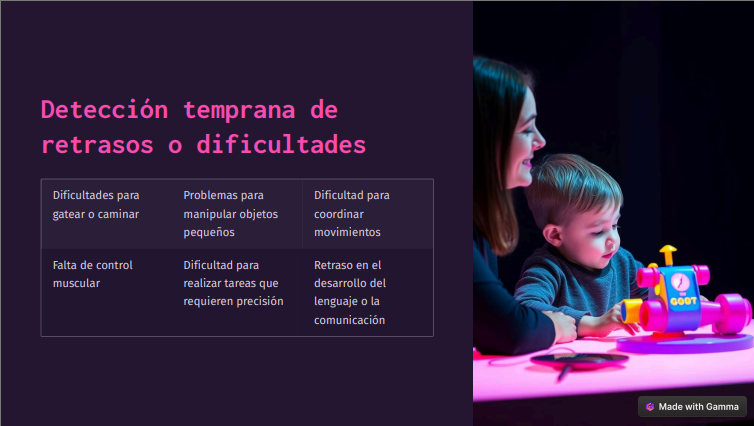 Detección temprana de
retrasos o dificultades
Dificultades para
gatear o caminar
Problemas para
manipular objetos
pequeños
Dificultad para
coordinar
movimientos
Falta de control
muscular
Dificultad para
realizar tareas que
requieren precisión
Retraso en el
desarrollo del
lenguaje o la
comunicación
GOOT
Made with Gamma